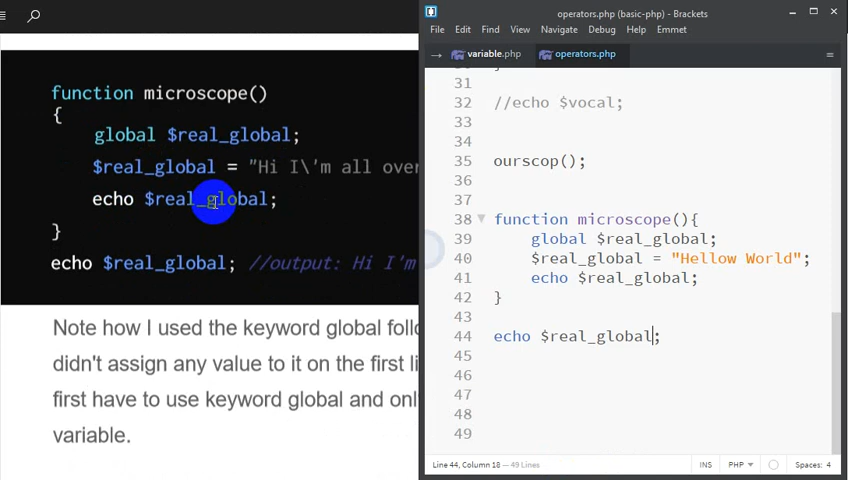 function microscope()
{
global $real_global;
$real_global = "Hi I\'m all over
echo $real_global;
}
echo $real_global; //output: Hi I'm
Note how I used the keyword global foll
didn't assign any value to it on the first li
first have to use keyword global and onl
variable.
operators.php (basic-php) - Brackets
File Edit Find View Navigate Debug Help Emmet
variable.php operators.php
31
32 //echo $vocal;
33
34
35 ourscop();
36
37
38 function microscope(){
39 global $real_global;
40 $real_global = "Hellow World";
41 echo $real_global;
42 }
43
44 echo $real_global;
45
46
47
48
49
Line 44, Column 18 — 49 Lines INS PHP Spaces: 4